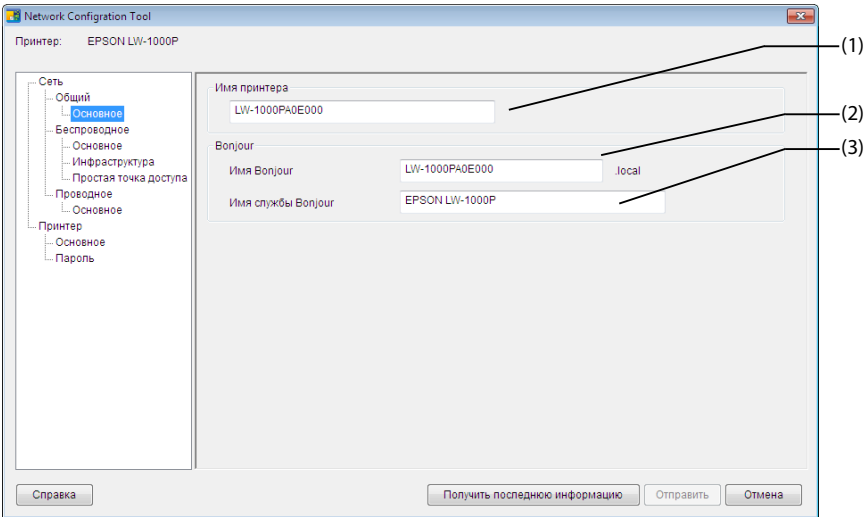 Network Configration Tool
Принтер: EPSON LW-1000P
(1)
Сеть
Общий
Основное
Беспроводное
Основное
Инфраструктура
Простая точка доступа
Проводное
Основное
Принтер
Основное
Пароль
Имя принтера
LW-1000PA0E000
(2)
Bonjour
(3)
Имя Bonjour LW-1000PA0E000 .local
Имя службы Bonjour EPSON LW-1000P
Справка Получить последнюю информацию Отправить Отмена